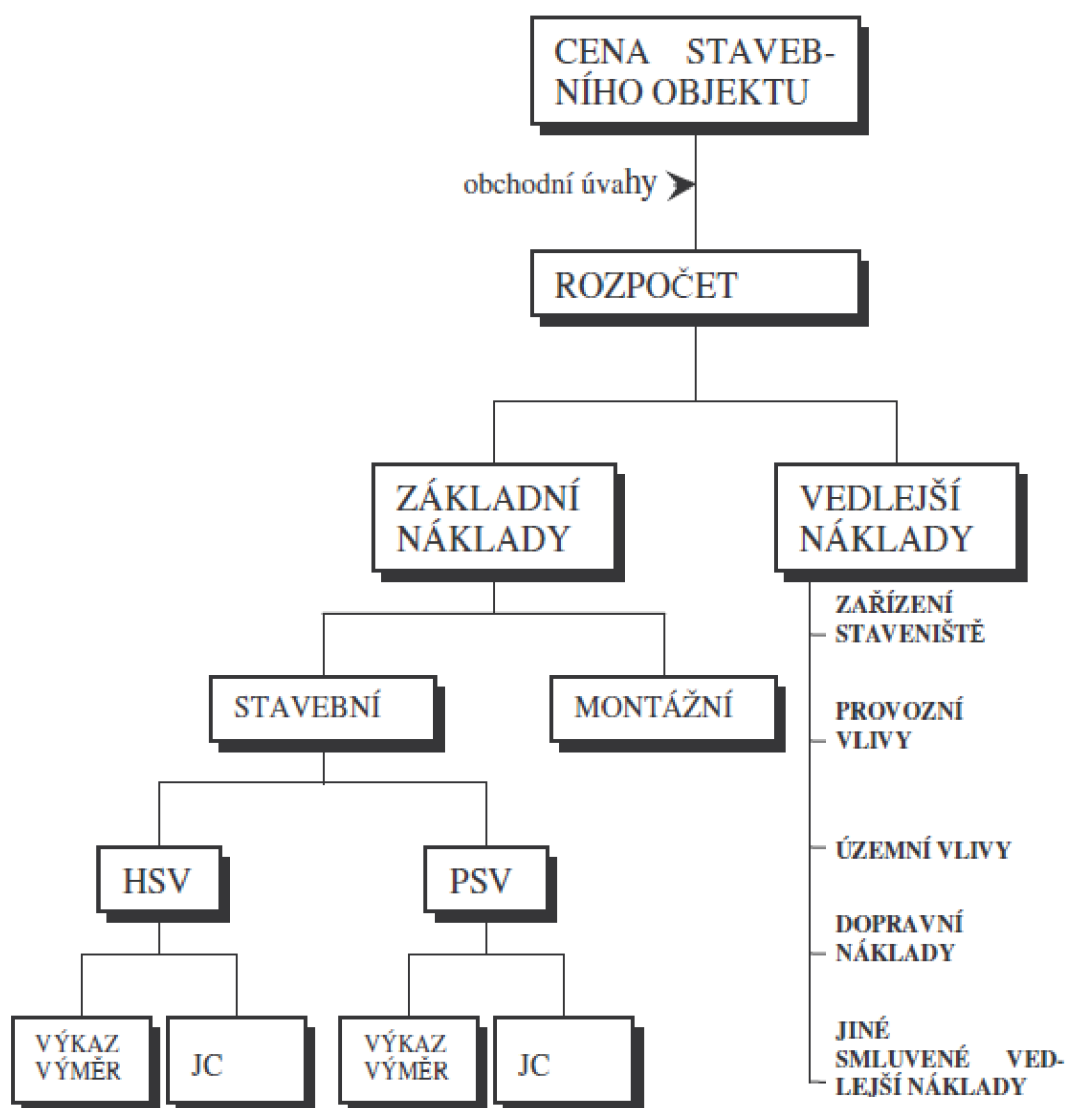 CENA STAVEB-
NÍHO OBJEKTU
obchodní úvahy
ROZPOČET
ZÁKLADNÍ
NÁKLADY
VEDLEJŠÍ
NÁKLADY
ZAŘÍZENÍ
STAVENIŠTĚ
STAVEBNÍ
MONTÁŽNÍ
PROVOZNÍ
VLIVY
HSV
PSV
ÚZEMNÍ VLIVY
DOPRAVNÍ
NÁKLADY
VÝKAZ
VÝMĚR
JC
VÝKAZ
VÝMĚR
JC
JINÉ
SMLUVENÉ VED-
LEJŠÍ NÁKLADY